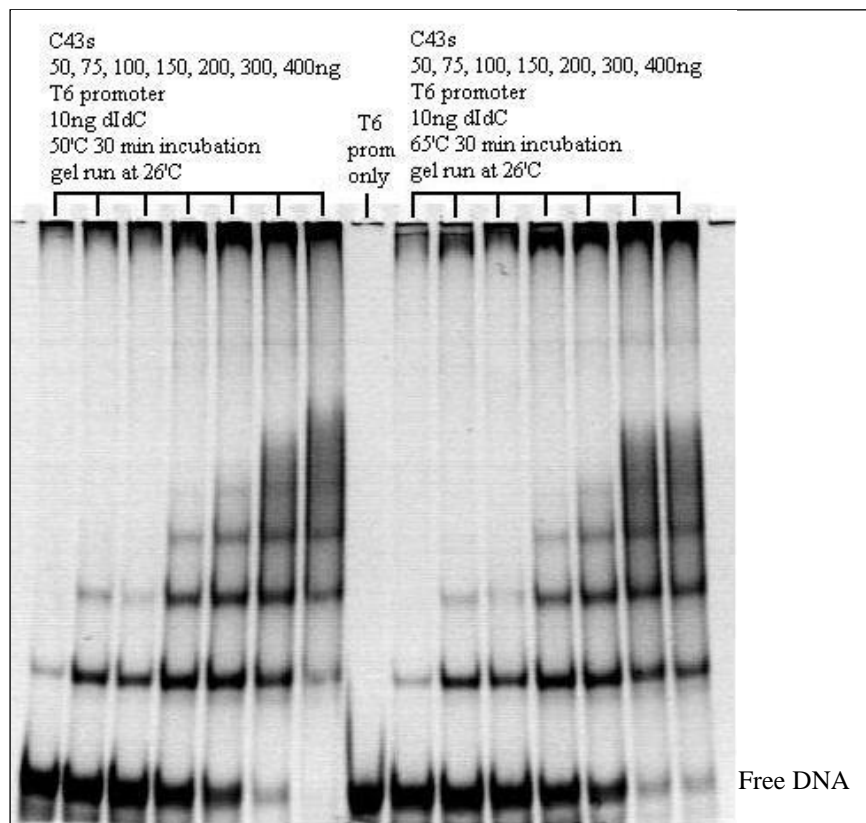 C43s
50, 75, 100, 150, 200, 300, 400ng
T6 promoter
10ng dIdC
50'C 30 min incubation
gel run at 26'C
T6
prom
only
C43s
50, 75, 100, 150, 200, 300, 400ng
T6 promoter
10ng dIdC
65'C 30 min incubation
gel run at 26'C
Free DNA